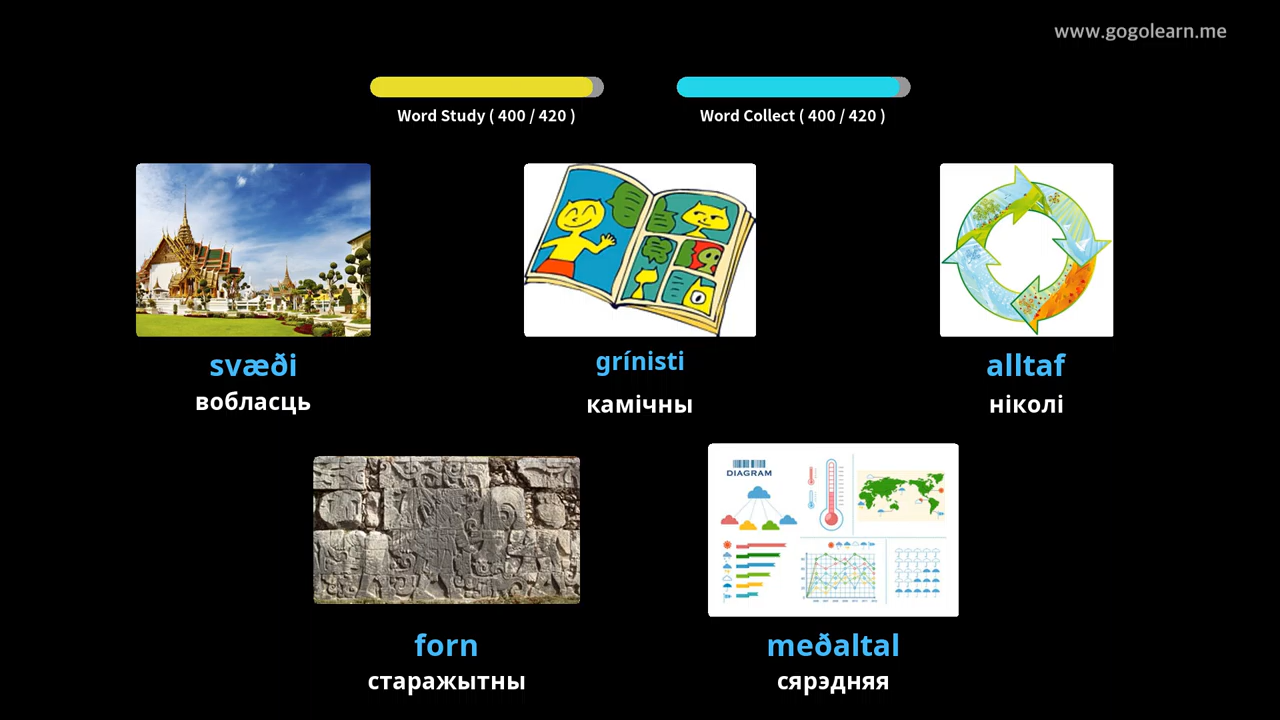 www.gogolearn.me
Word Study ( 400 / 420 )
Word Collect ( 400 / 420 )
svæði
вобласць
grínisti
камічны
alltaf
ніколі
DIAGRAM
forn
старажытны
meðaltal
сярэдняя